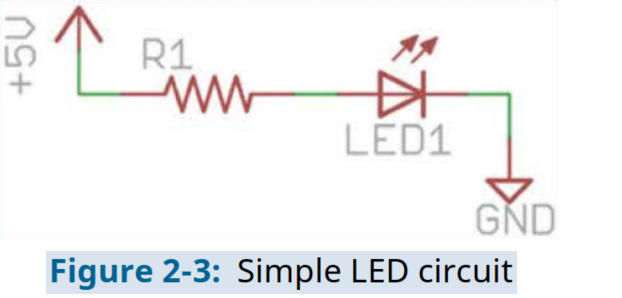 +5V
R1
LED1
GND
Figure 2-3: Simple LED circuit